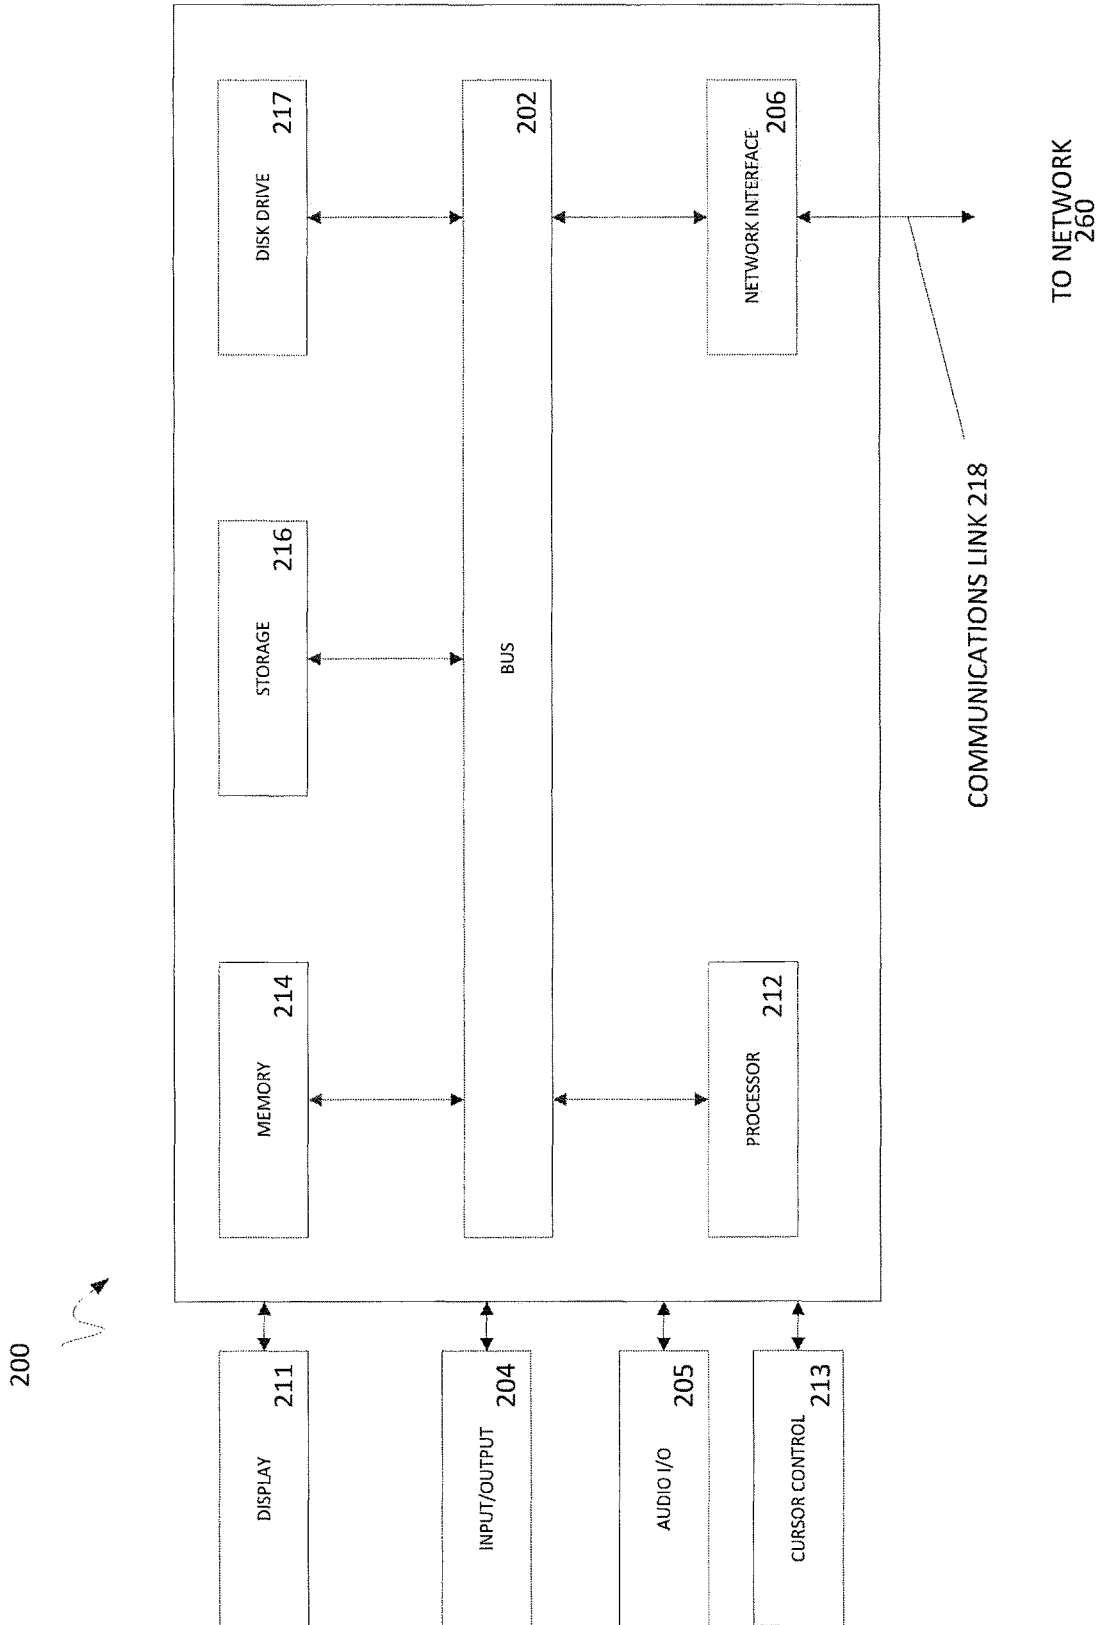 200
DISPLAY
211
INPUT/OUTPUT
204
AUDIO I/O
205
CURSOR CONTROL
213
MEMORY
214
STORAGE
216
DISK DRIVE
217
BUS
202
PROCESSOR
212
NETWORK INTERFACE
206
COMMUNICATIONS LINK 218
TO NETWORK
260